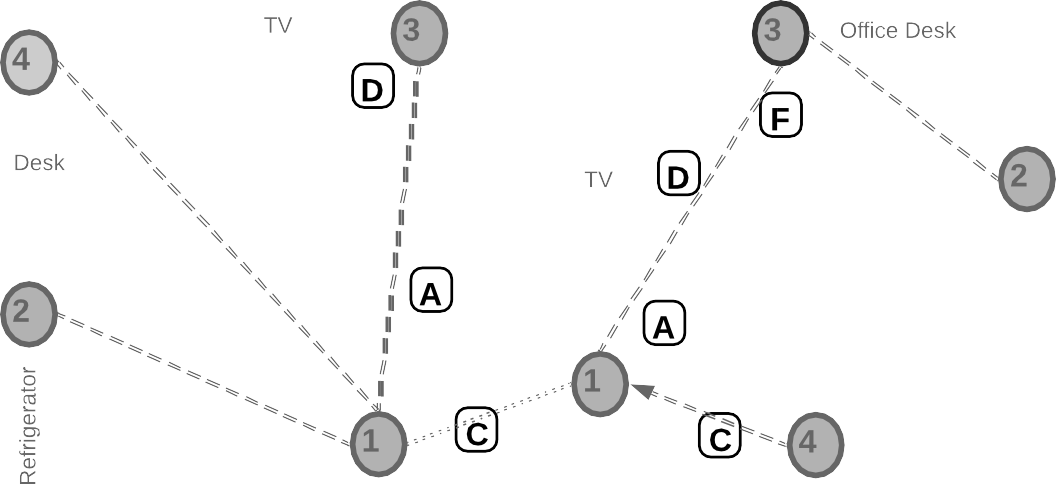 TV
3
3
Office Desk
4
D
F
Desk
TV
D
2
A
2
A
1
Refrigerator
1
C
C
4